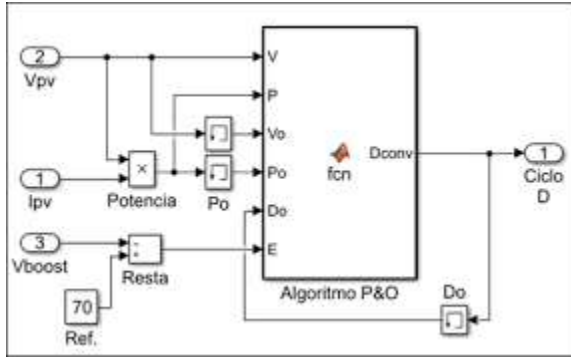 2
Vpv
1
Ipv
3
Vboost
70
Ref.
×
Potencia
Po
-
+
Resta
V
P
Vo
Po
Do
E
fcn
Dconv
Algoritmo P&O
Do
1
Ciclo
D